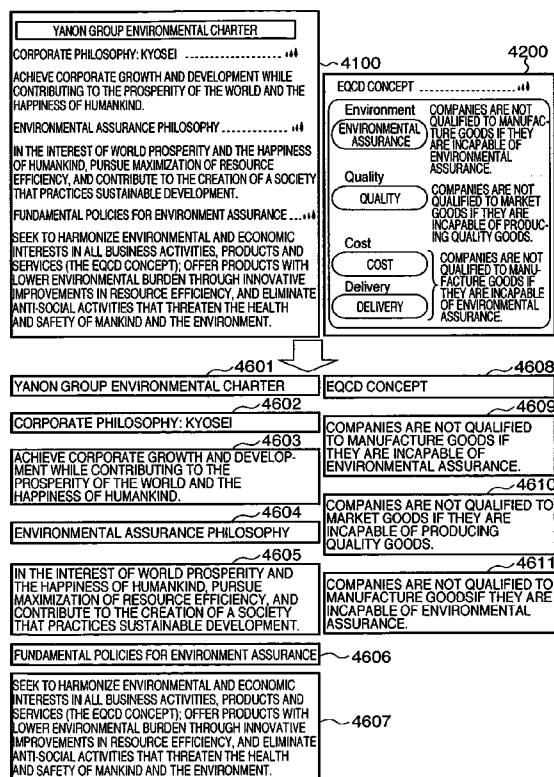 YANON GROUP ENVIRONMENTAL CHARTER
CORPORATE PHILOSOPHY: KYOSEI
ACHIEVE CORPORATE GROWTH AND DEVELOPMENT WHILE
CONTRIBUTING TO THE PROSPERITY OF THE WORLD AND THE
HAPPINESS OF HUMANKIND.
ENVIRONMENTAL ASSURANCE PHILOSOPHY
IN THE INTEREST OF WORLD PROSPERITY AND THE HAPPINESS
OF HUMANKIND, PURSUE MAXIMIZATION OF RESOURCE
EFFICIENCY, AND CONTRIBUTE TO THE CREATION OF A SOCIETY
THAT PRACTICES SUSTAINABLE DEVELOPMENT.
FUNDAMENTAL POLICIES FOR ENVIRONMENT ASSURANCE
SEEK TO HARMONIZE ENVIRONMENTAL AND ECONOMIC
INTERESTS IN ALL BUSINESS ACTIVITIES, PRODUCTS AND
SERVICES (THE EQCD CONCEPT); OFFER PRODUCTS WITH
LOWER ENVIRONMENTAL BURDEN THROUGH INNOVATIVE
IMPROVEMENTS IN RESOURCE EFFICIENCY, AND ELIMINATE
ANTI-SOCIAL ACTIVITIES THAT THREATEN THE HEALTH
AND SAFETY OF MANKIND AND THE ENVIRONMENT.
4100
4200
EQCD CONCEPT
Environment
ENVIRONMENTAL
ASSURANCE
COMPANIES ARE NOT
QUALIFIED TO MANUFAC-
TURE GOODS IF THEY
ARE INCAPABLE OF
ENVIRONMENTAL
ASSURANCE.
Quality
QUALITY
COMPANIES ARE NOT
QUALIFIED TO MARKET
GOODS IF THEY ARE
INCAPABLE OF PRODUC-
ING QUALITY GOODS.
Cost
COST
Delivery
DELIVERY
COMPANIES ARE NOT
QUALIFIED TO MANU-
FACTURE GOODS IF
THEY ARE INCAPABLE
OF ENVIRONMENTAL
ASSURANCE.
4601
YANON GROUP ENVIRONMENTAL CHARTER
4602
CORPORATE PHILOSOPHY: KYOSEI
4603
ACHIEVE CORPORATE GROWTH AND DEVELOP-
MENT WHILE CONTRIBUTING TO THE
PROSPERITY OF THE WORLD AND THE
HAPPINESS OF HUMANKIND.
4604
ENVIRONMENTAL ASSURANCE PHILOSOPHY
4605
IN THE INTEREST OF WORLD PROSPERITY AND
THE HAPPINESS OF HUMANKIND, PURSUE
MAXIMIZATION OF RESOURCE EFFICIENCY, AND
CONTRIBUTE TO THE CREATION OF A SOCIETY
THAT PRACTICES SUSTAINABLE DEVELOPMENT.
FUNDAMENTAL POLICIES FOR ENVIRONMENT ASSURANCE
4606
SEEK TO HARMONIZE ENVIRONMENTAL AND ECONOMIC
INTERESTS IN ALL BUSINESS ACTIVITIES, PRODUCTS AND
SERVICES (THE EQCD CONCEPT); OFFER PRODUCTS WITH
LOWER ENVIRONMENTAL BURDEN THROUGH INNOVATIVE
IMPROVEMENTS IN RESOURCE EFFICIENCY, AND ELIMINATE
ANTI-SOCIAL ACTIVITIES THAT THREATEN THE HEALTH
AND SAFETY OF MANKIND AND THE ENVIRONMENT.
4607
4608
EQCD CONCEPT
4609
COMPANIES ARE NOT QUALIFIED
TO MANUFACTURE GOODS IF
THEY ARE INCAPABLE OF
ENVIRONMENTAL ASSURANCE.
4610
COMPANIES ARE NOT QUALIFIED TO
MARKET GOODS IF THEY ARE
INCAPABLE OF PRODUCING
QUALITY GOODS.
4611
COMPANIES ARE NOT QUALIFIED TO
MANUFACTURE GOODSIF THEY ARE
INCAPABLE OF ENVIRONMENTAL
ASSURANCE.